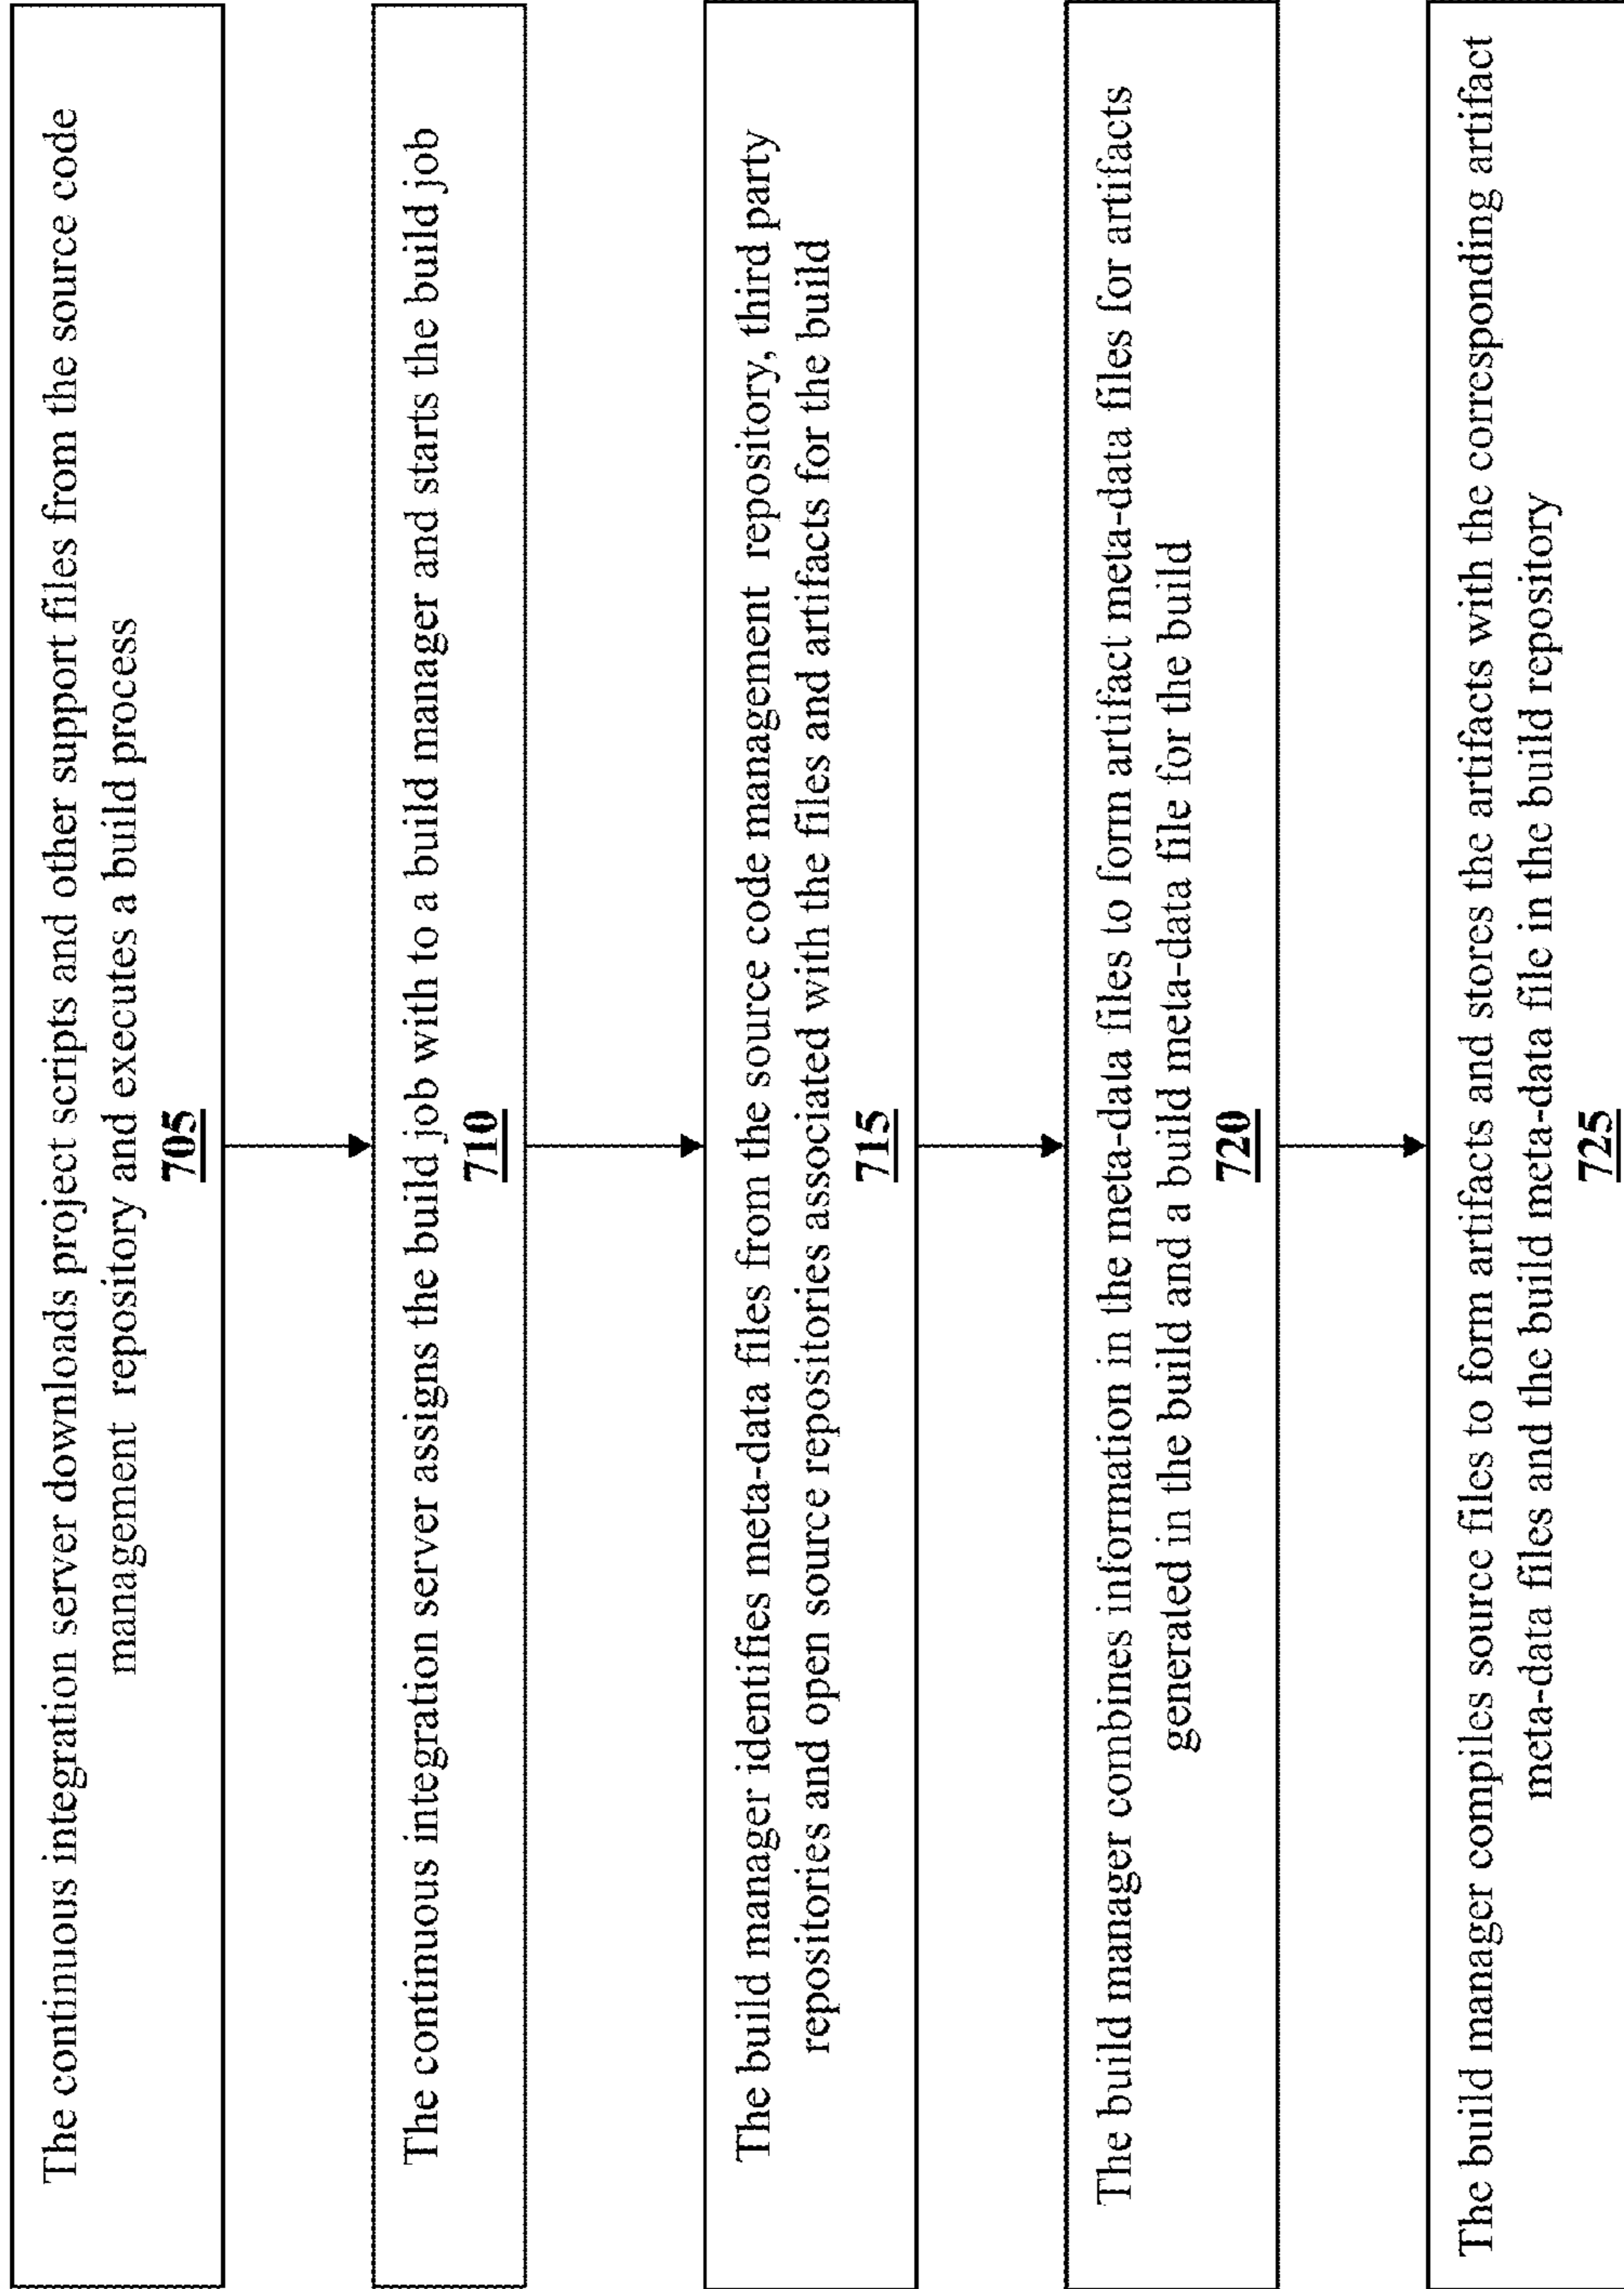 The continuous integration server downloads project scripts and other support files from the source code
management repository and executes a build process
705
The continuous integration server assigns the build job with to a build manager and starts the build job
710
The build manager identifies meta-data files from the source code management repository, third party
repositories and open source repositories associated with the files and artifacts for the build
715
The build manager combines information in the meta-data files to form artifact meta-data files for artifacts
generated in the build and a build meta-data file for the build
720
The build manager compiles source files to form artifacts and stores the artifacts with the corresponding artifact
meta-data files and the build meta-data file in the build repository
725